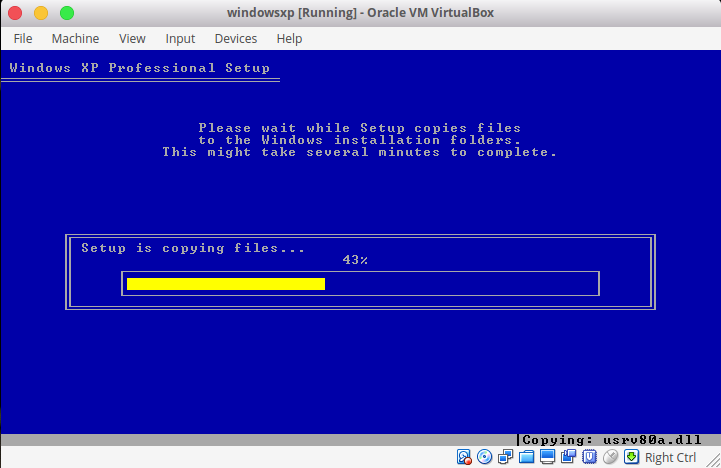 windowsxp [Running] - Oracle VM VirtualBox
File Machine View Input Devices Help
Windows XP Professional Setup
Please wait while Setup copies files
to the Windows installation folders.
This might take several minutes to complete.
Setup is copying files...
43%
|Copying: usrv80a.dll
Right Ctrl